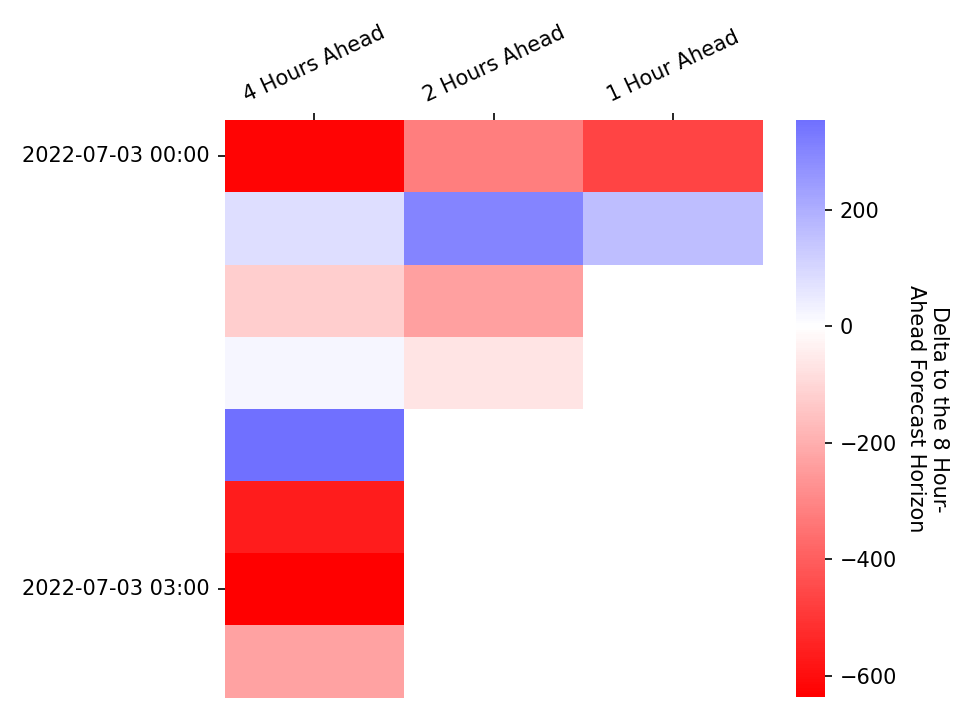 4 Hours Ahead
2 Hours Ahead
1 Hour Ahead
2022-07-03 00:00
2022-07-03 03:00
200
0
−200
−400
−600
Delta to the 8 Hour-
Ahead Forecast Horizon